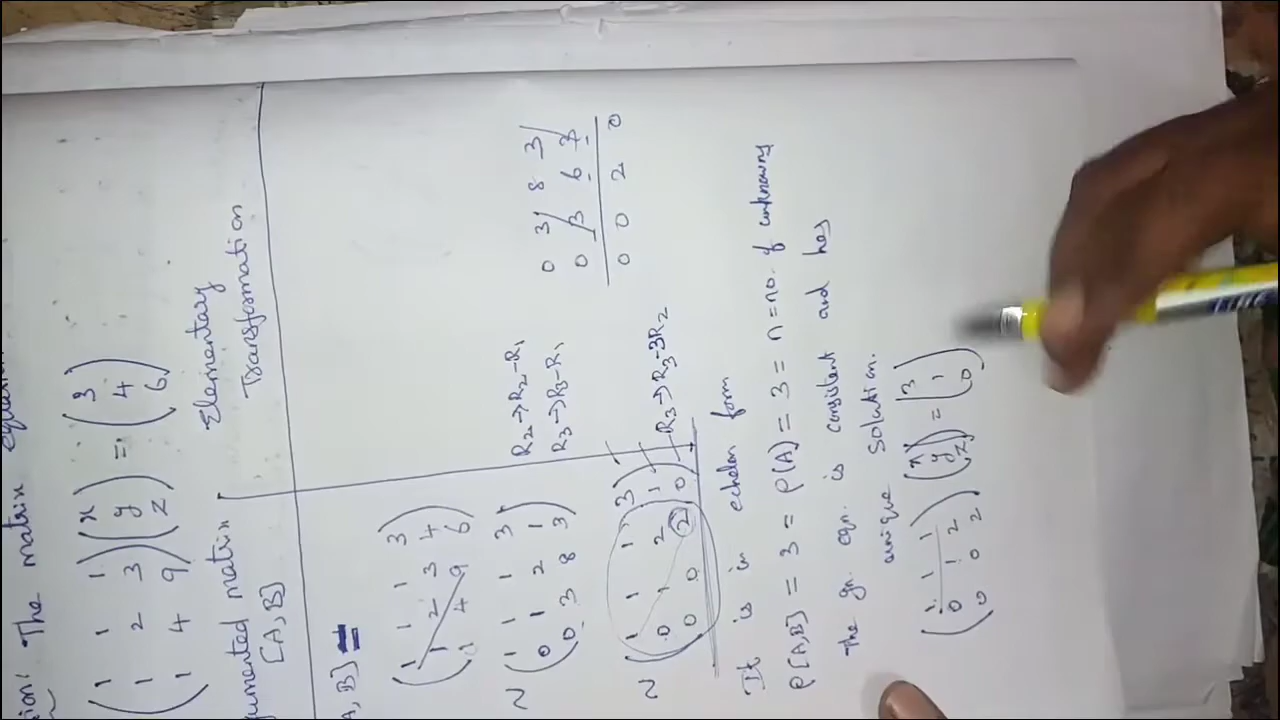 ion: The matrix equation
(1 1 1) (x) = (3)
(1 2 3) (y) (4)
(1 4 9) (z) (6)
gumented matrix
[A,B]
Elementary
Transformation
A, B] =
(1 1 1 3)
(1 2 3 4)
(1 4 9 6)
~ (1 1 1 3)
(0 1 2 1) R₂→R₂-R₁
(0 3 8 3) R₃→R₃-R₁
0 3 8 3
0 3 6 3
0 0 2 0
~ (1 1 1 3)
(0 1 2 1)
(0 0 2 0) R₃→R₃-3R₂
It is in echelon form
ρ[A,B] = 3 = ρ(A) = 3 = n = no. of unknowns
The gn. eqn. is consistent and has
unique solution.
(1 1 1) (x) = (3)
(0 1 2) (y) (1)
(0 0 2) (z) (0)